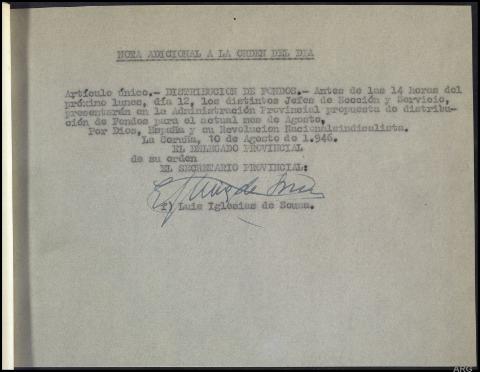 NOTA ADICIONAL A LA ORDEN DEL DIA
Artículo único.- DISTRIBUCION DE FONDOS.- Antes de las 14 horas del
próximo lunes, día 12, los distintos Jefes de Sección y Servicio,
presentarán en la Administración Provincial propuesta de distribu-
ción de Fondos para el actual mes de Agosto,
Por Dios, España y su Revolucion Nacionalsindicalista.
La Coruña, 10 de Agosto de 1.946.
EL DELEGADO PROVINCIAL
de su orden
EL SECRETARIO PROVINCIAL:
f) Luis Iglesias de Sousa.
ARG